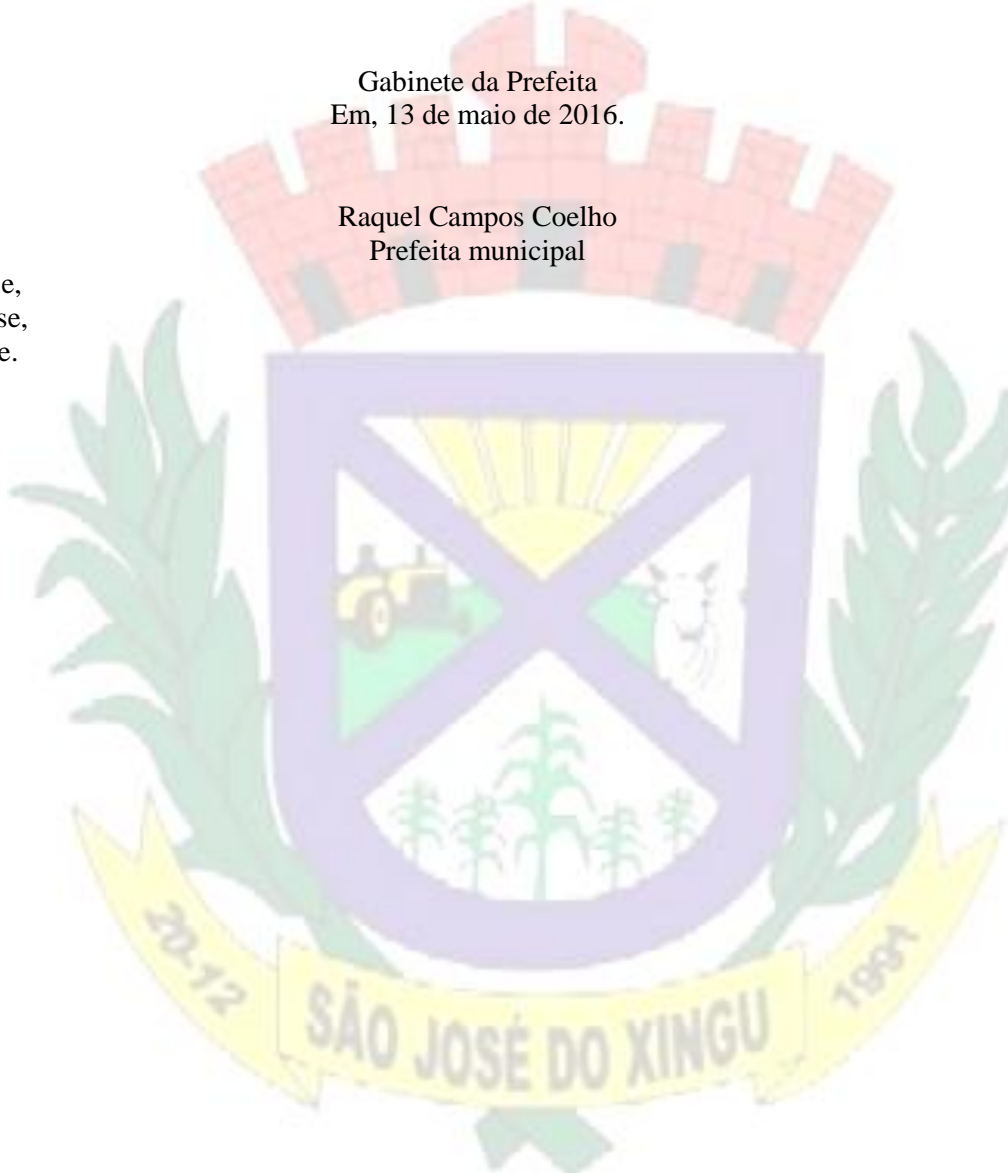 Gabinete da Prefeita
Em, 13 de maio de 2016.
Raquel Campos Coelho
Prefeita municipal
e,
se,
e.
20-12
SÃO JOSÉ DO XINGU
1991